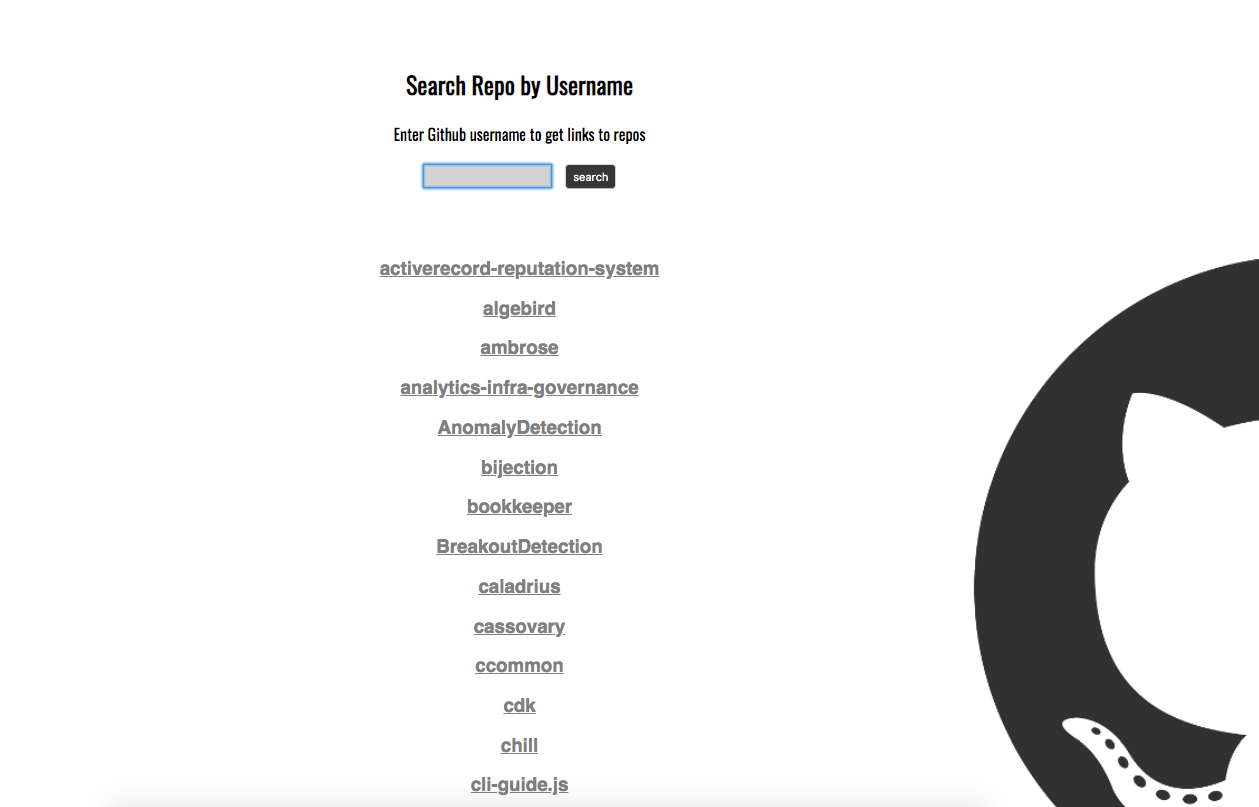 Search Repo by Username
Enter Github username to get links to repos
search
activerecord-reputation-system
algebird
ambrose
analytics-infra-governance
AnomalyDetection
bijection
bookkeeper
BreakoutDetection
caladrius
cassovary
ccommon
cdk
chill
cli-guide.js